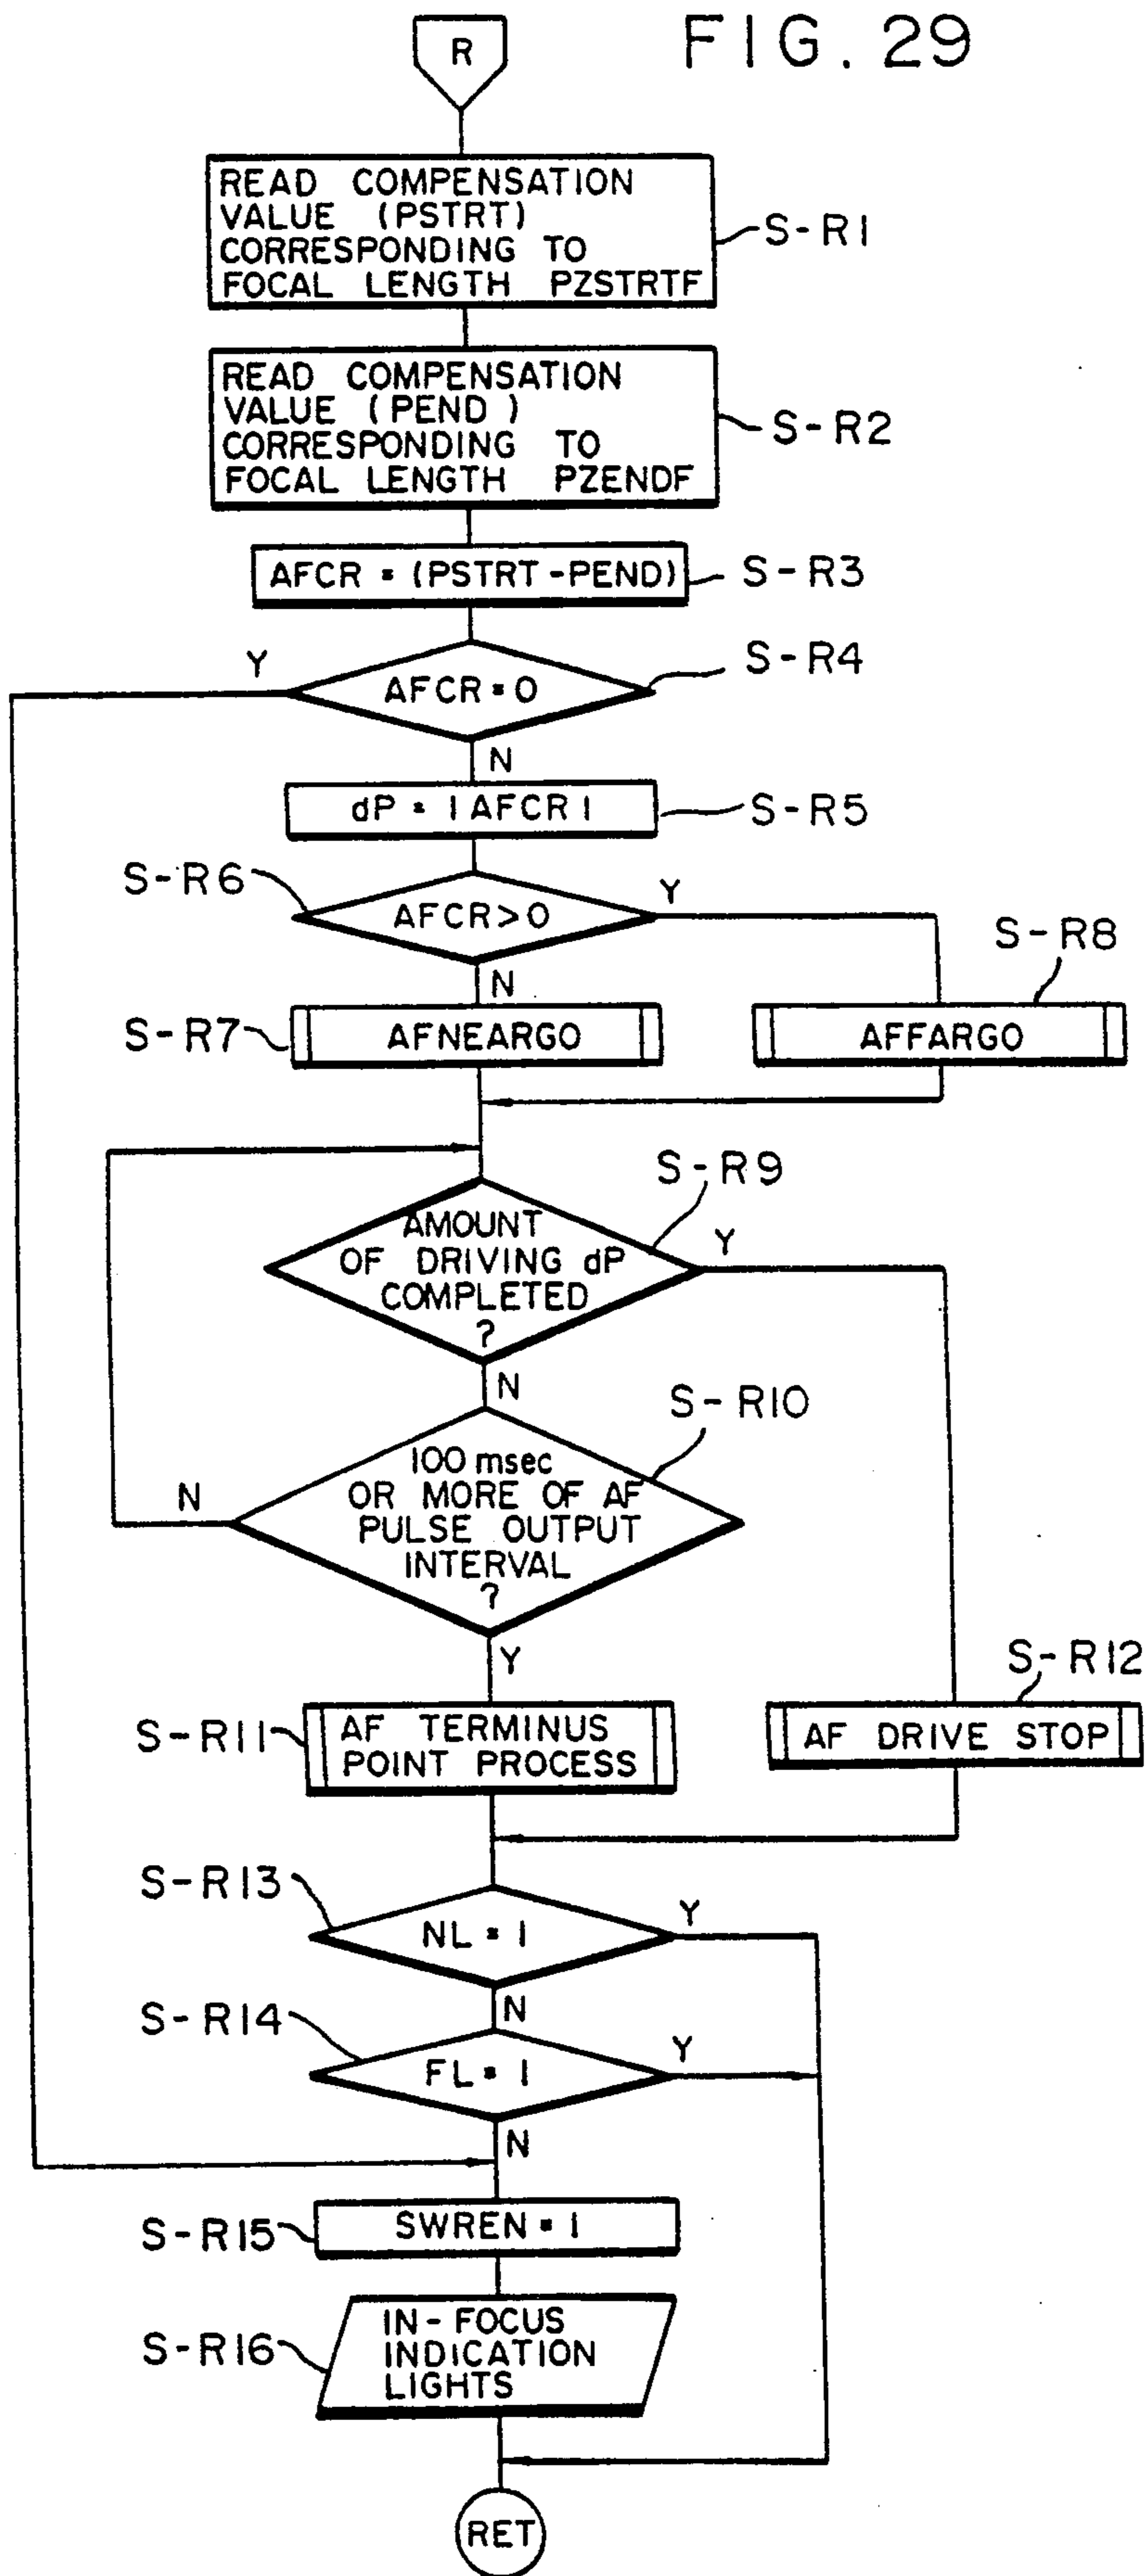 FIG. 29
R
READ COMPENSATION
VALUE (PSTRT)
CORRESPONDING TO
FOCAL LENGTH PZSTRTF
S-R1
READ COMPENSATION
VALUE (PEND)
CORRESPONDING TO
FOCAL LENGTH PZENDF
S-R2
AFCR = (PSTRT-PEND)
S-R3
Y
AFCR = 0
S-R4
N
dP = |AFCR|
S-R5
S-R6
AFCR>0
Y
N
S-R8
S-R7
AFNEARGO
AFFARGO
S-R9
AMOUNT
OF DRIVING dP
COMPLETED
?
Y
N
S-R10
100 msec
OR MORE OF AF
PULSE OUTPUT
INTERVAL
?
N
Y
S-R12
S-R11
AF TERMINUS
POINT PROCESS
AF DRIVE STOP
S-R13
NL = 1
Y
N
S-R14
FL = 1
Y
N
S-R15
SWREN = 1
S-R16
IN-FOCUS
INDICATION
LIGHTS
RET